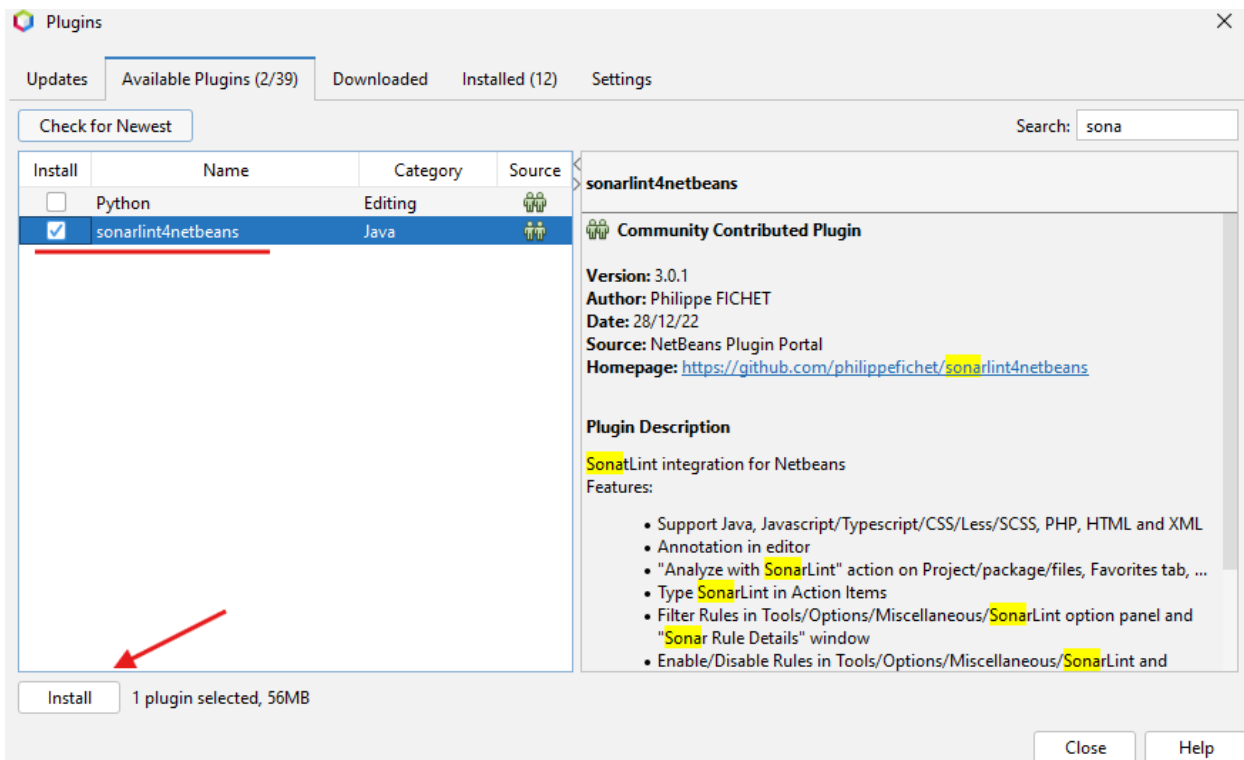 Plugins
Updates Available Plugins (2/39) Downloaded Installed (12) Settings
Check for Newest Search: sona
Install Name Category Source
Python Editing
sonarlint4netbeans Java
sonarlint4netbeans
Community Contributed Plugin
Version: 3.0.1
Author: Philippe FICHET
Date: 28/12/22
Source: NetBeans Plugin Portal
Homepage: https://github.com/philippefichet/sonarlint4netbeans
Plugin Description
SonatLint integration for Netbeans
Features:
• Support Java, Javascript/Typescript/CSS/Less/SCSS, PHP, HTML and XML
• Annotation in editor
• "Analyze with SonarLint" action on Project/package/files, Favorites tab, ...
• Type SonarLint in Action Items
• Filter Rules in Tools/Options/Miscellaneous/SonarLint option panel and
"Sonar Rule Details" window
• Enable/Disable Rules in Tools/Options/Miscellaneous/SonarLint and
Install 1 plugin selected, 56MB
Close Help